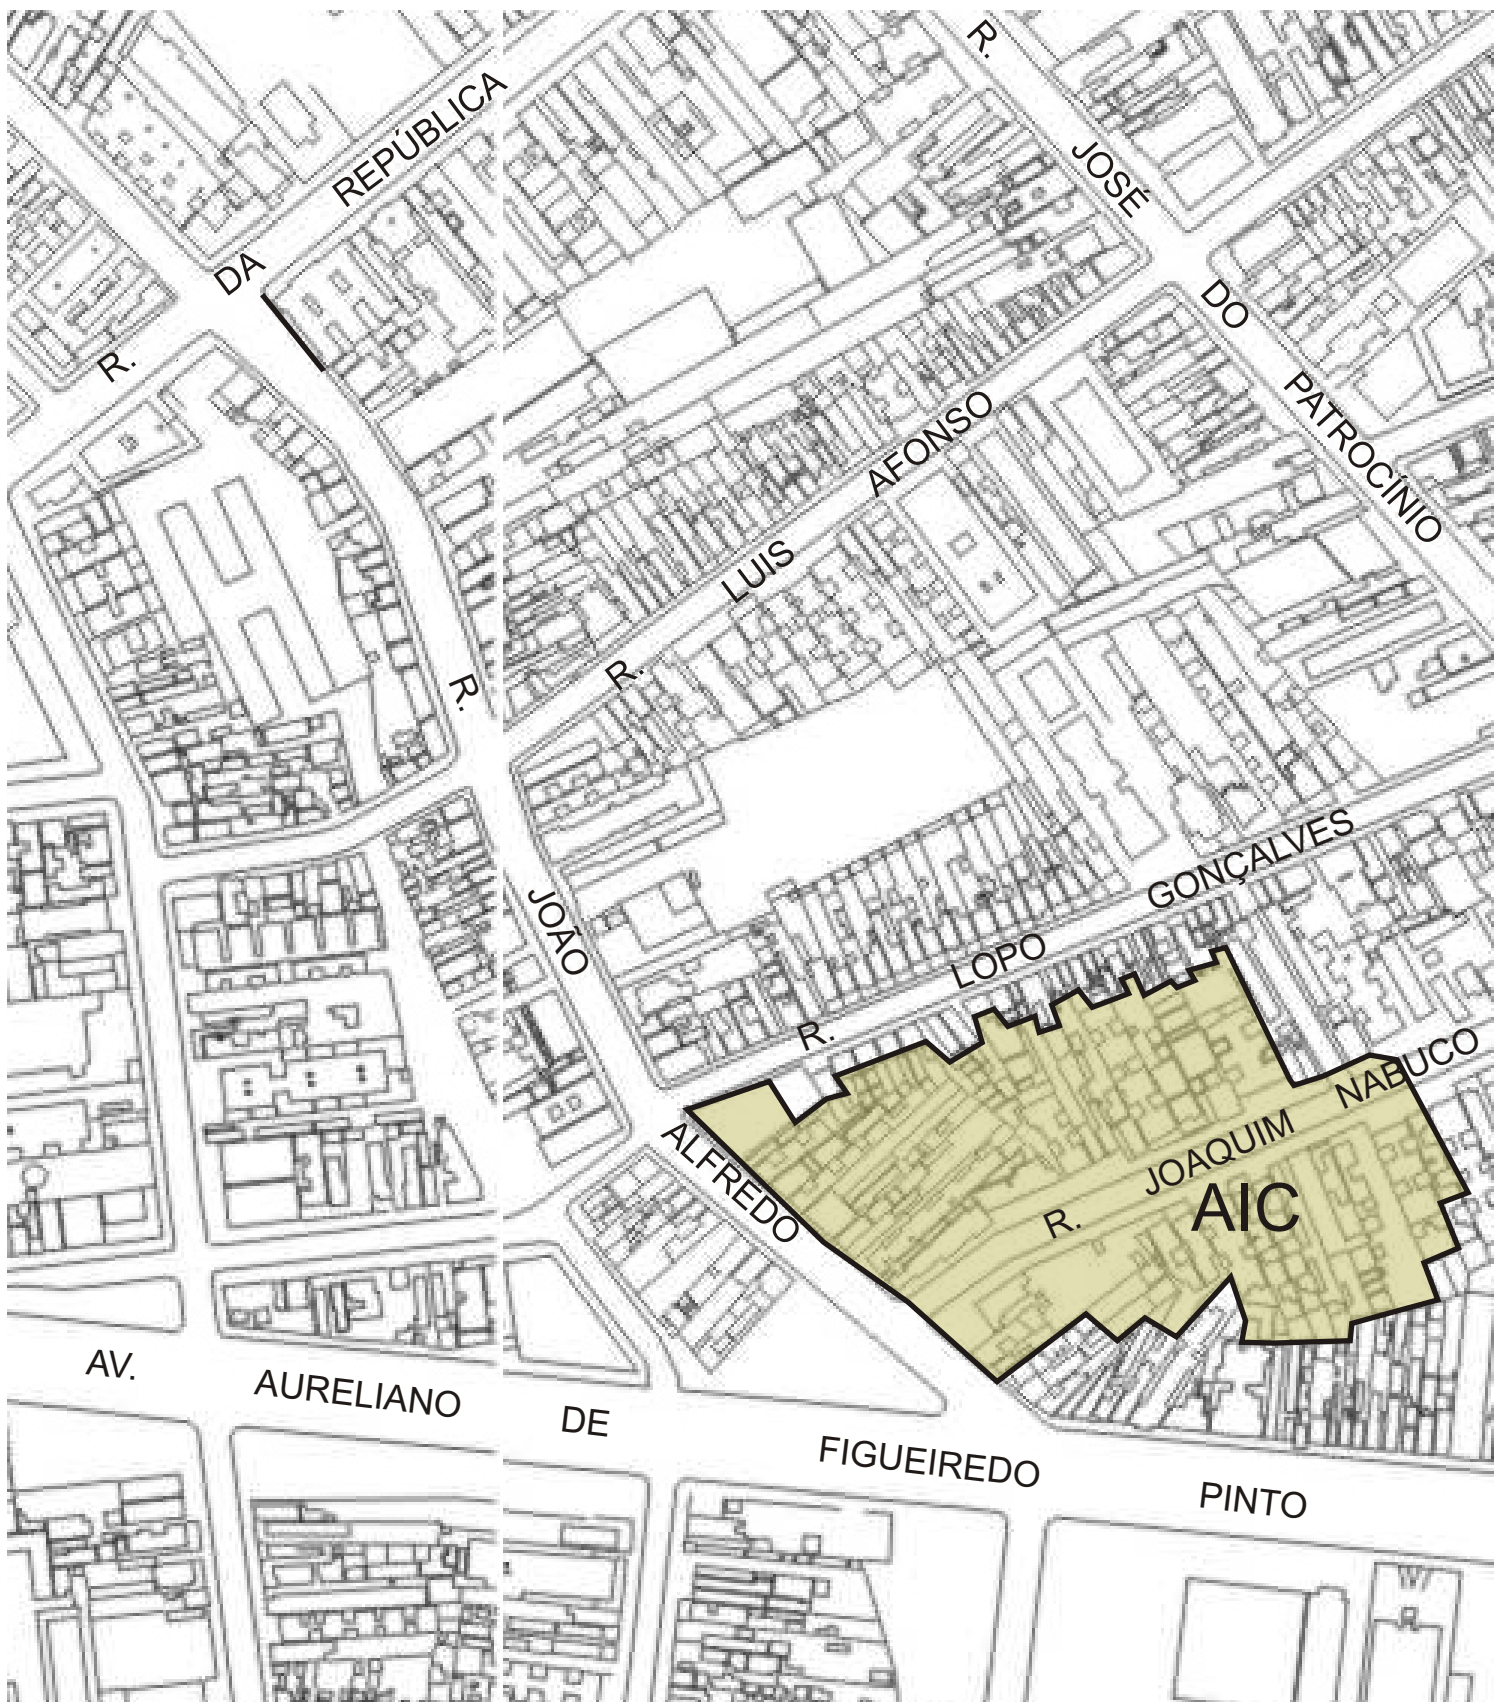 R. DA REPÚBLICA
R. JOSÉ DO PATROCÍNIO
R. LUIS AFONSO
R. JOÃO ALFREDO
R. LOPO GONÇALVES
R. JOAQUIM NABUCO
AIC
AV. AURELIANO DE FIGUEIREDO PINTO